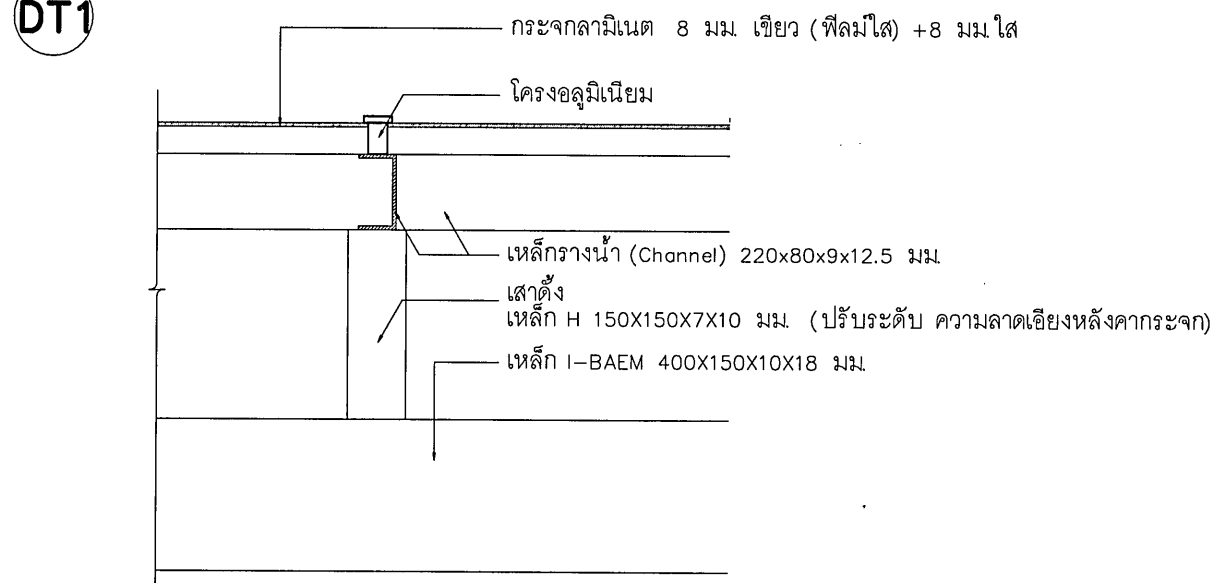 DT1
กระจกลามิเนต 8 มม. เขียว (ฟีลม์ใส) +8 มม.ใส
โครงอลูมิเนียม
เหล็กรางน้ำ (Channel) 220x80x9x12.5 มม.
เสาดั้ง
เหล็ก H 150X150X7X10 มม. (ปรับระดับ ความลาดเอียงหลังคากระจก)
เหล็ก I-BAEM 400X150X10X18 มม.